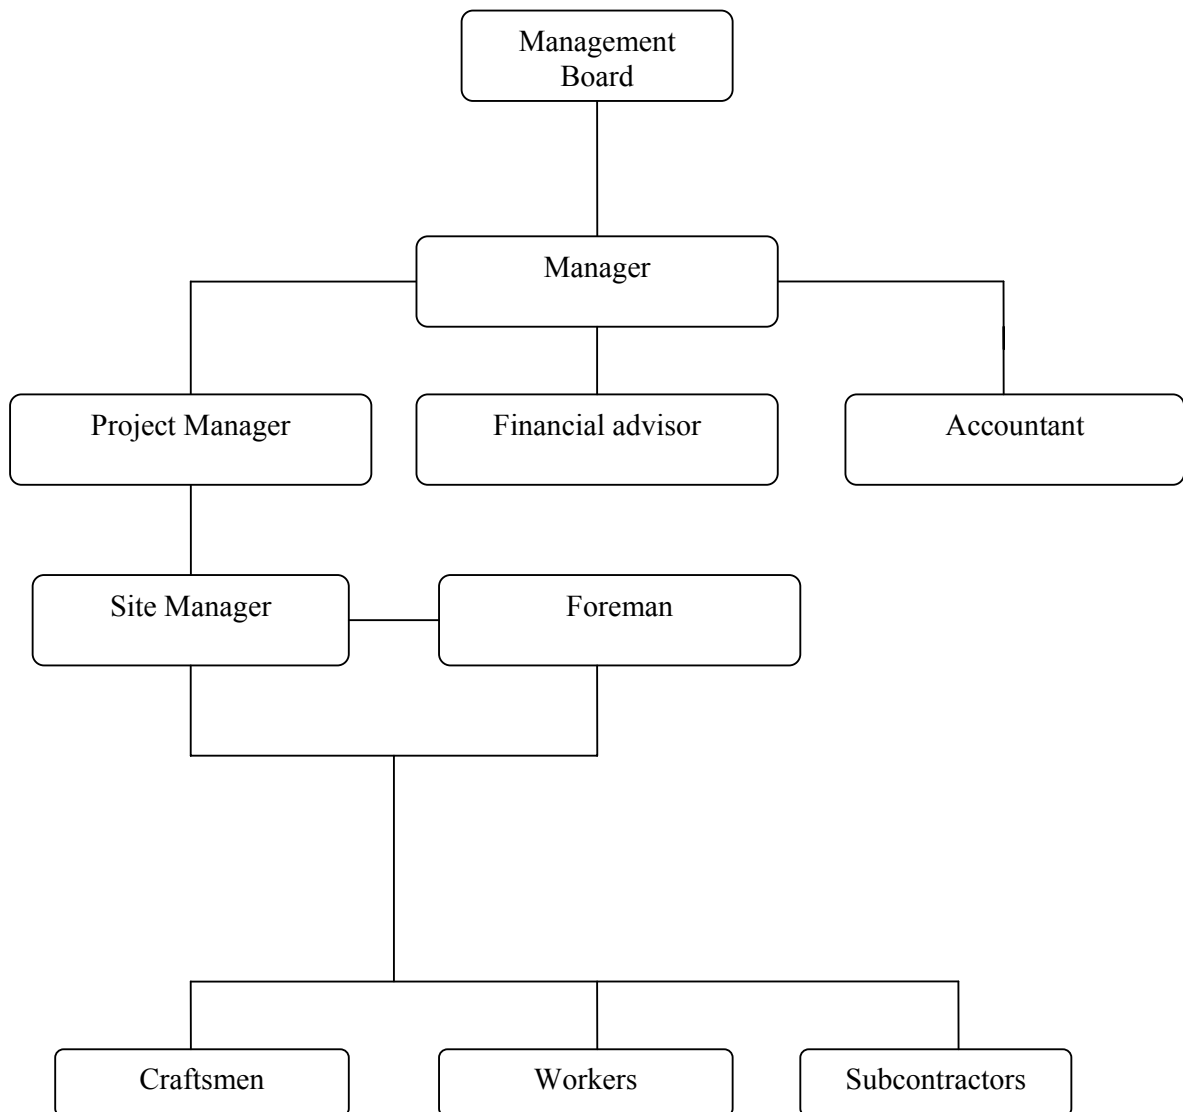 Management
Board
Manager
Project Manager
Financial advisor
Accountant
Site Manager
Foreman
Craftsmen
Workers
Subcontractors